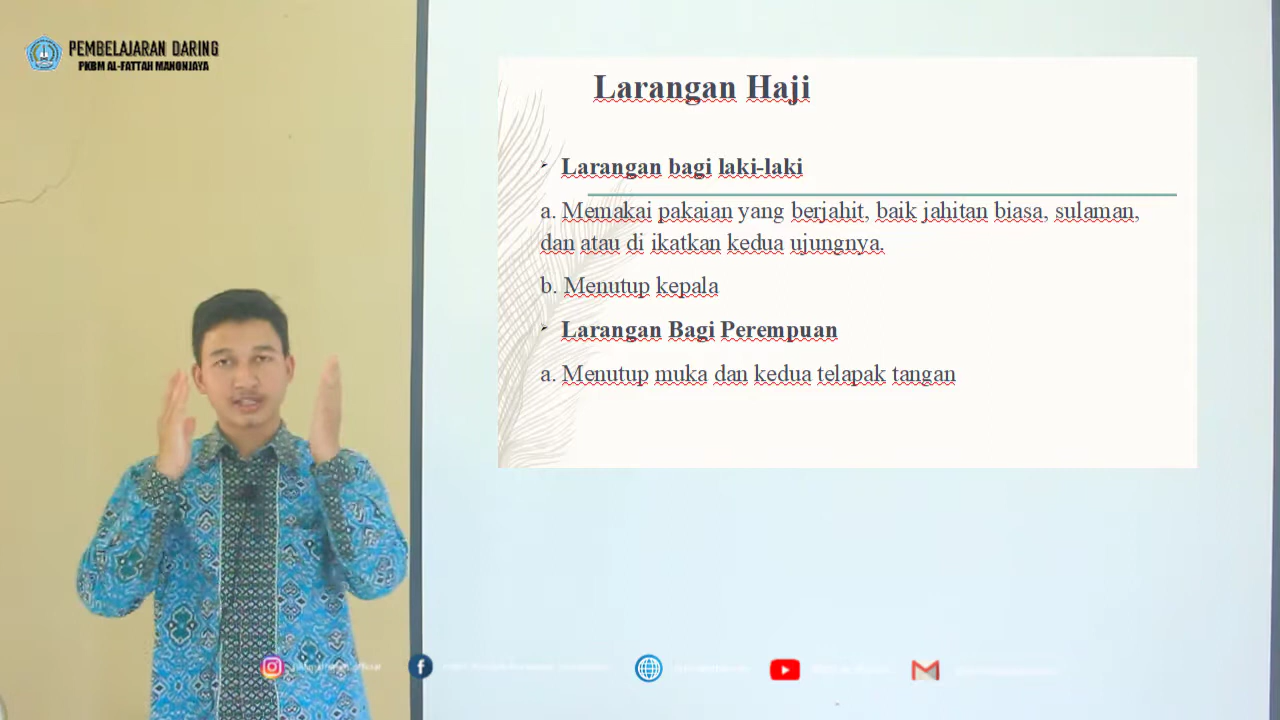 PEMBELAJARAN DARING
PKBM AL-FATTAH MANONJAYA
Larangan Haji
Larangan bagi laki-laki
a. Memakai pakaian yang berjahit, baik jahitan biasa, sulaman,
dan atau di ikatkan kedua ujungnya.
b. Menutup kepala
Larangan Bagi Perempuan
a. Menutup muka dan kedua telapak tangan